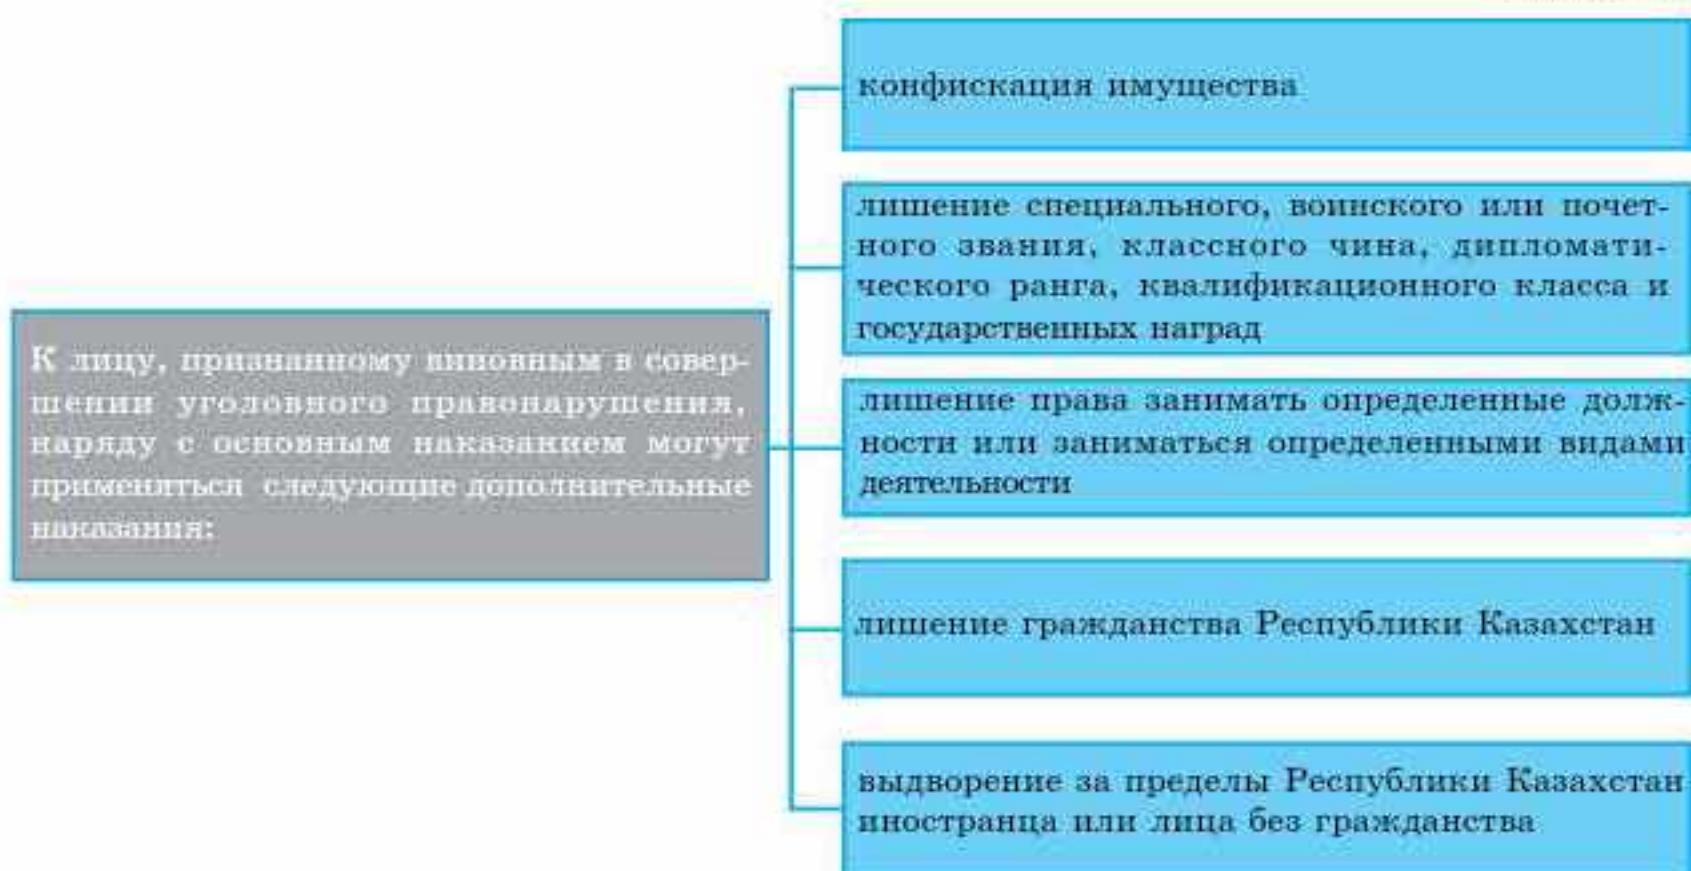 К лицу, признанному виновным в совер-
шении уголовного правонарушения,
наряду с основным наказанием могут
применяться следующие дополнительные
наказания:
конфискация имущества
лишение специального, воинского или почет-
ного звания, классного чина, дипломати-
ческого ранга, квалификационного класса и
государственных наград
лишение права занимать определенные долж-
ности или заниматься определенными видами
деятельности
лишение гражданства Республики Казахстан
выдворение за пределы Республики Казахстан
иностранца или лица без гражданства